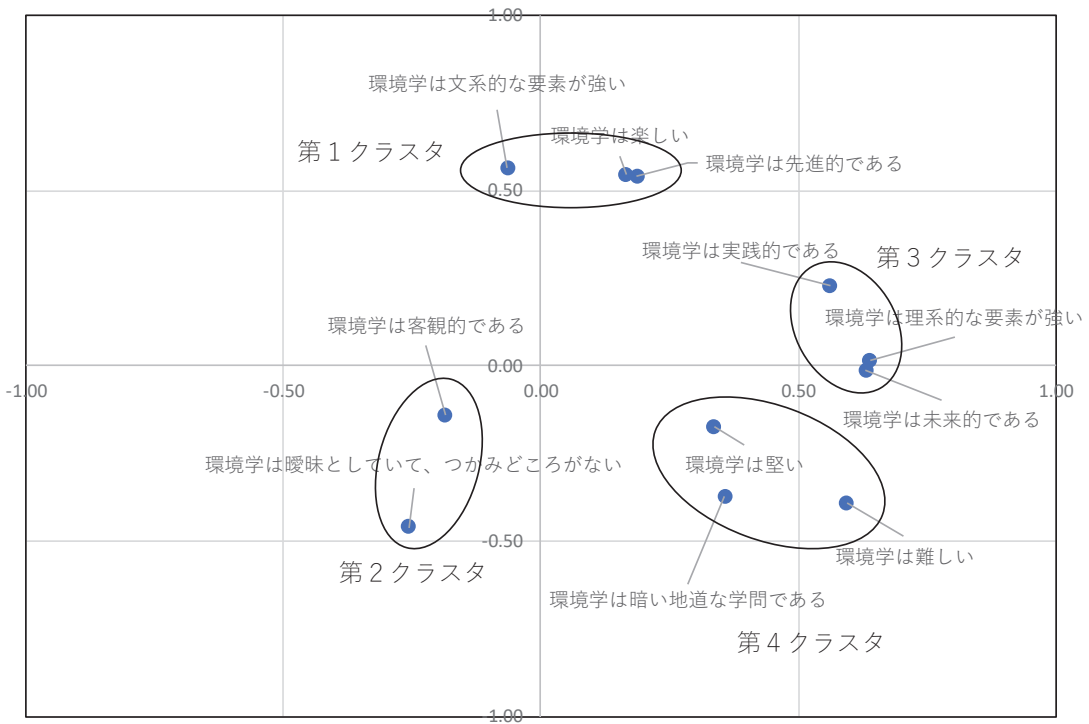 1.00
環境学は文系的な要素が強い
環境学は楽しい
第１クラスタ
環境学は先進的である
0.50
環境学は実践的である
第３クラスタ
環境学は理系的な要素が強い
環境学は客観的である
0.00
-1.00
-0.50
0.00
0.50
1.00
環境学は未来的である
環境学は曖昧としていて、つかみどころがない
環境学は堅い
-0.50
環境学は難しい
第２クラスタ
環境学は暗い地道な学問である
第４クラスタ
-1.00